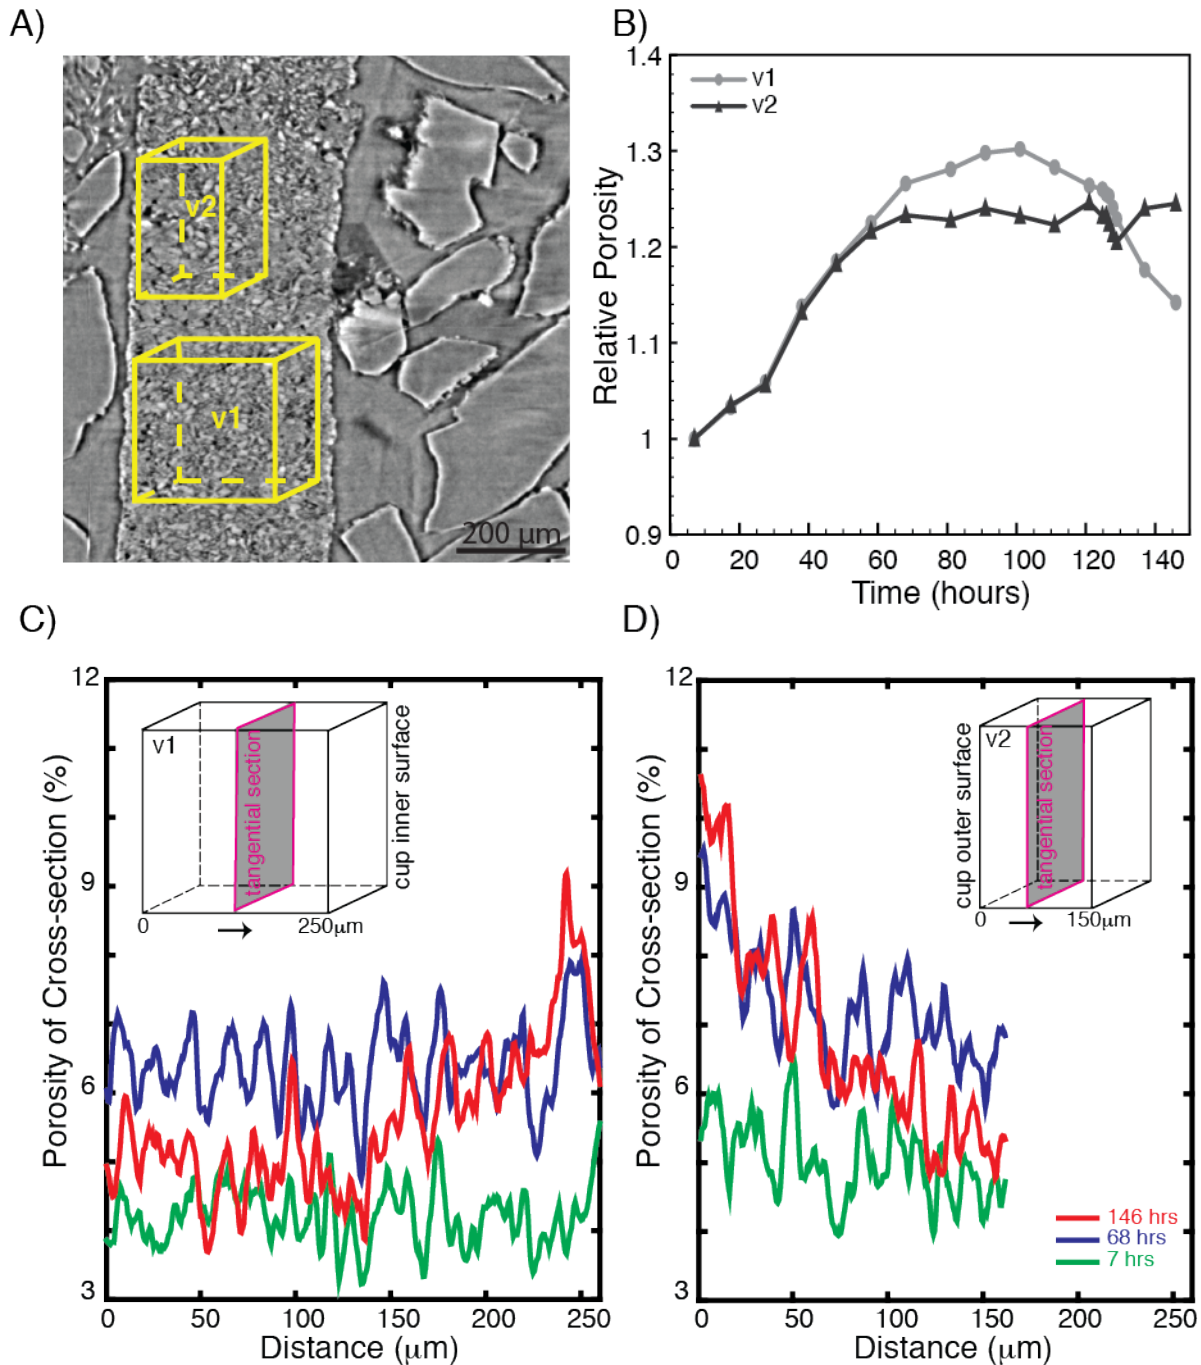 A)
v2
v1
200 μm
B)
1.4
1.3
1.2
1.1
1
0.9
Relative Porosity
v1
v2
0
20
40
60
80
100
120
140
Time (hours)
C)
12
9
6
3
Porosity of Cross-section (%)
v1
tangential section
cup inner surface
0
250μm
0
50
100
150
200
250
Distance (μm)
D)
12
9
6
3
Porosity of Cross-section (%)
cup outer surface
v2
tangential section
0
150μm
146 hrs
68 hrs
7 hrs
0
50
100
150
200
250
Distance (μm)